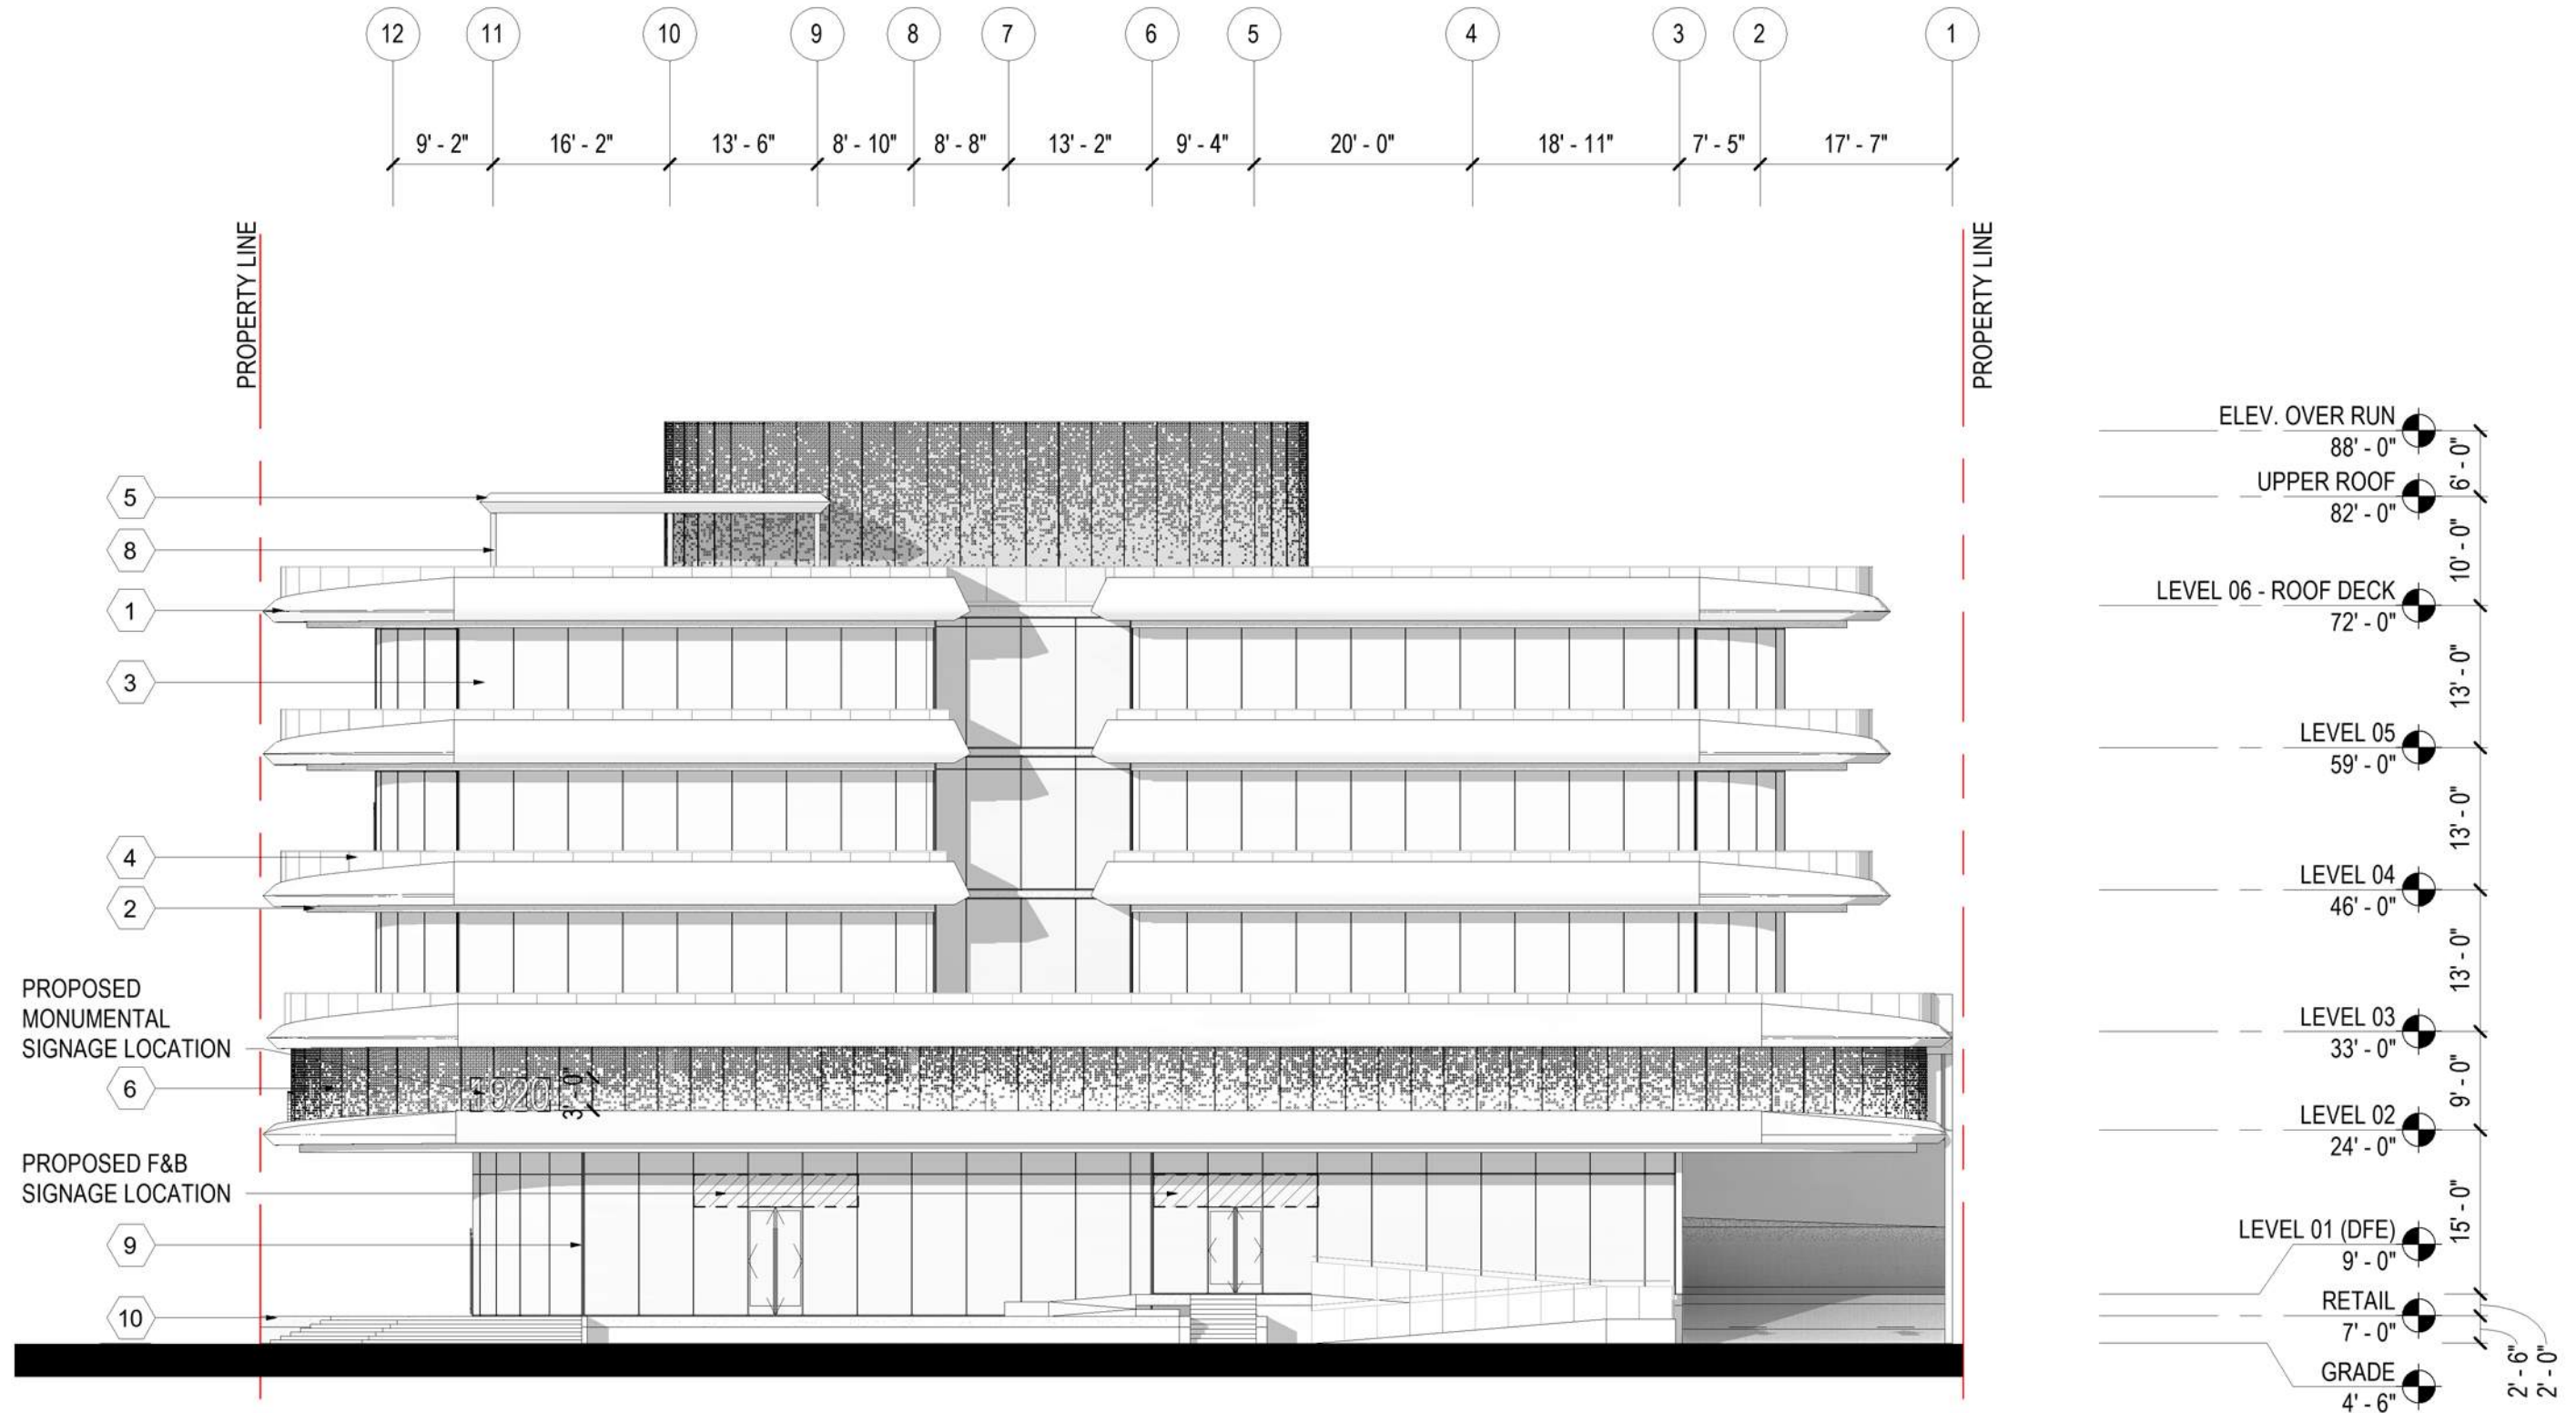 12 11 10 9 8 7 6 5 4 3 2 1
9' - 2" 16' - 2" 13' - 6" 8' - 10" 8' - 8" 13' - 2" 9' - 4" 20' - 0" 18' - 11" 7' - 5" 17' - 7"
PROPERTY LINE
PROPERTY LINE
5
8
1
3
4
2
PROPOSED
MONUMENTAL
SIGNAGE LOCATION
6
1920
3' - 0"
PROPOSED F&B
SIGNAGE LOCATION
9
10
ELEV. OVER RUN
88' - 0"
6' - 0"
UPPER ROOF
82' - 0"
10' - 0"
LEVEL 06 - ROOF DECK
72' - 0"
13' - 0"
LEVEL 05
59' - 0"
13' - 0"
LEVEL 04
46' - 0"
13' - 0"
LEVEL 03
33' - 0"
9' - 0"
LEVEL 02
24' - 0"
15' - 0"
LEVEL 01 (DFE)
9' - 0"
RETAIL
7' - 0"
GRADE
4' - 6"
2' - 6"
2' - 0"